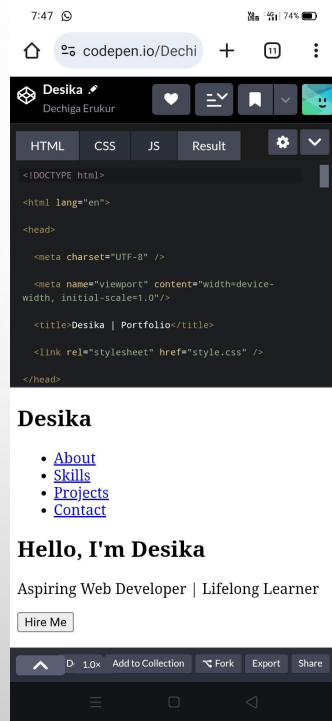 7:47
74%
codepen.io/Dechi
11
Desika
Dechiga Erukur
HTML CSS JS Result
<!DOCTYPE html>
<html lang="en">
<head>
<meta charset="UTF-8" />
<meta name="viewport" content="width=device-
width, initial-scale=1.0"/>
<title>Desika | Portfolio</title>
<link rel="stylesheet" href="style.css" />
</head>
Desika
• About
• Skills
• Projects
• Contact
Hello, I'm Desika
Aspiring Web Developer | Lifelong Learner
Hire Me
1.0× Add to Collection Fork Export Share